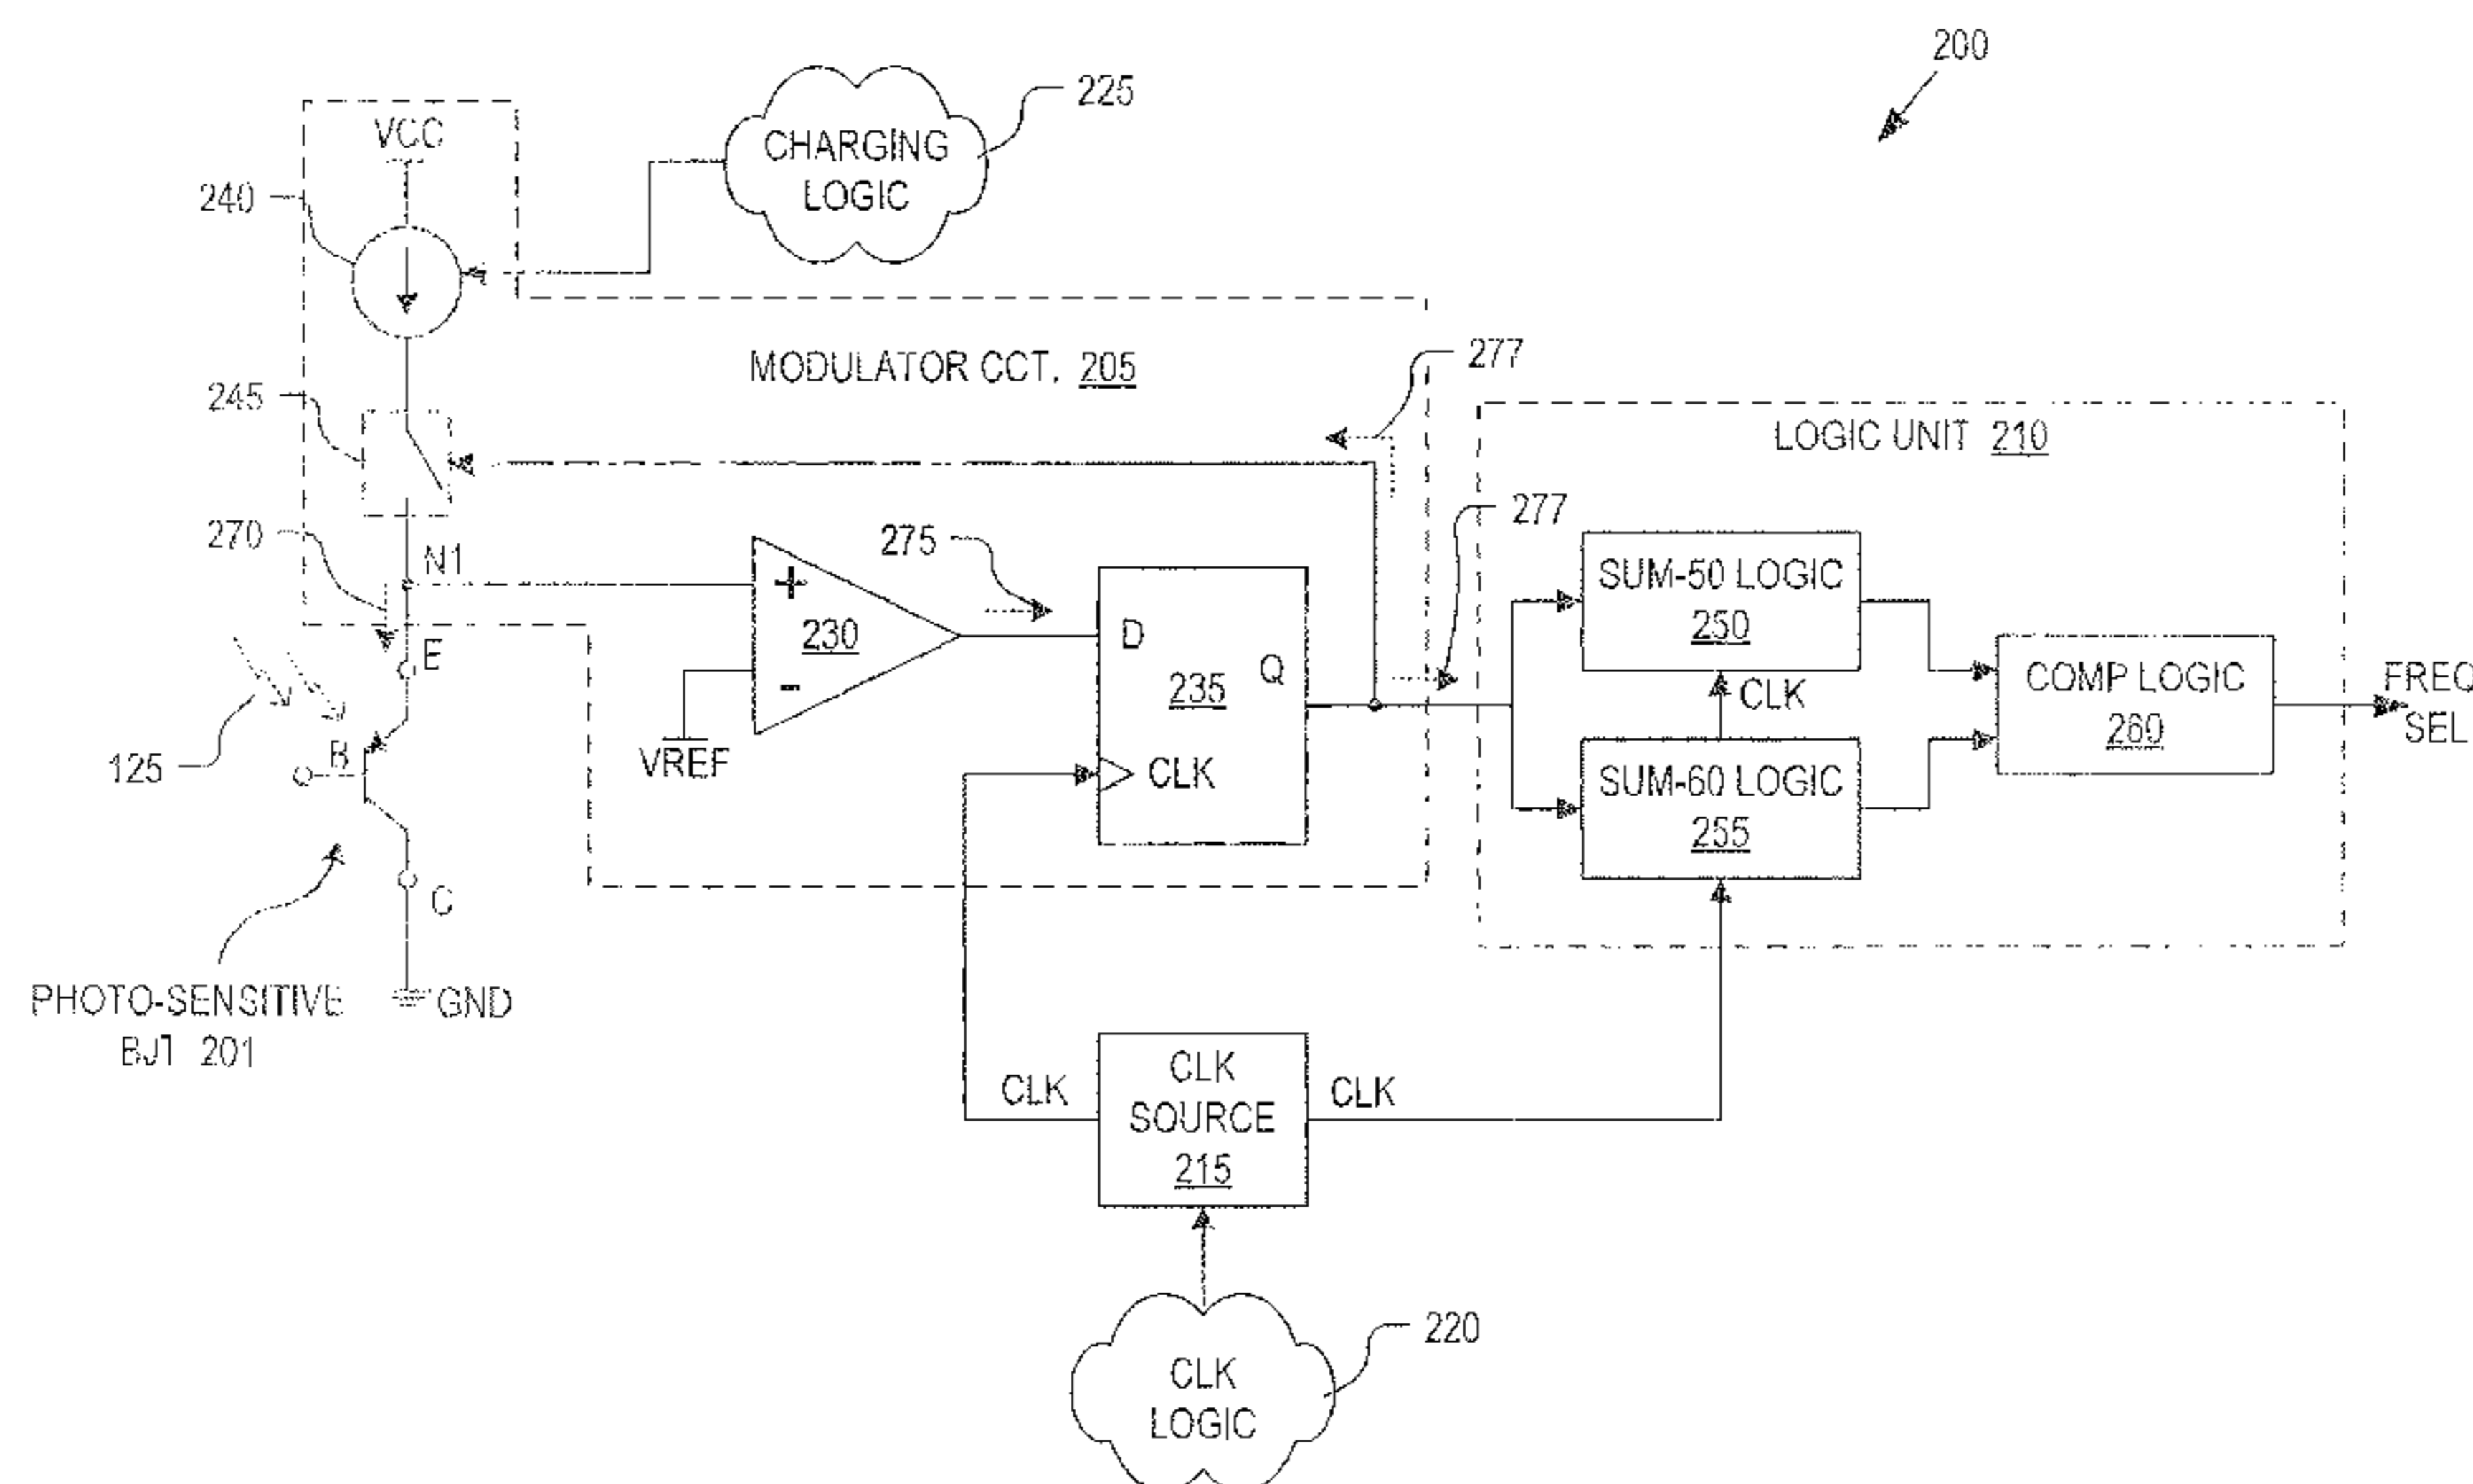 200
225
VCC
CHARGING
LOGIC
240
277
MODULATOR CCT. 205
245
LOGIC UNIT 210
277
270
N1
275
SUM-50 LOGIC
250
+
230
-
D
Q
235
E
COMP LOGIC
260
FREQ
SEL
CLK
B
125
VREF
CLK
SUM-60 LOGIC
255
C
PHOTO-SENSITIVE
BJT 201
GND
CLK
CLK
SOURCE
215
CLK
220
CLK
LOGIC